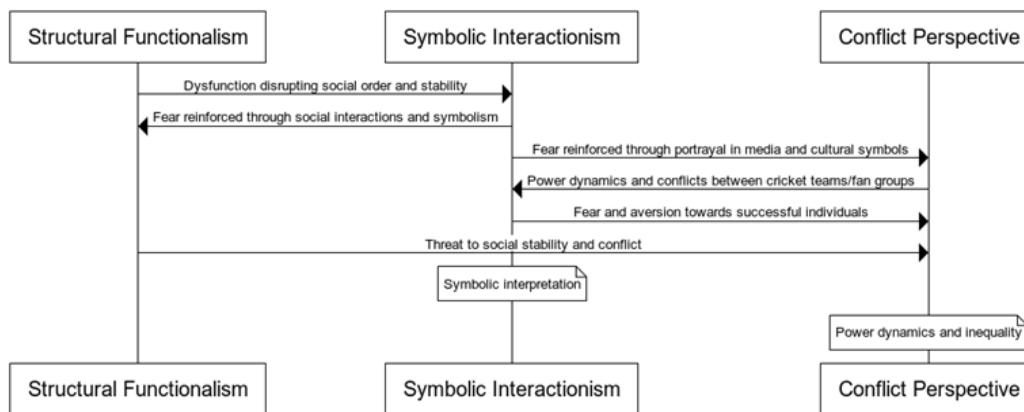 Structural Functionalism
Symbolic Interactionism
Conflict Perspective
Dysfunction disrupting social order and stability
Fear reinforced through social interactions and symbolism
Fear reinforced through portrayal in media and cultural symbols
Power dynamics and conflicts between cricket teams/fan groups
Fear and aversion towards successful individuals
Threat to social stability and conflict
Symbolic interpretation
Power dynamics and inequality
Structural Functionalism
Symbolic Interactionism
Conflict Perspective